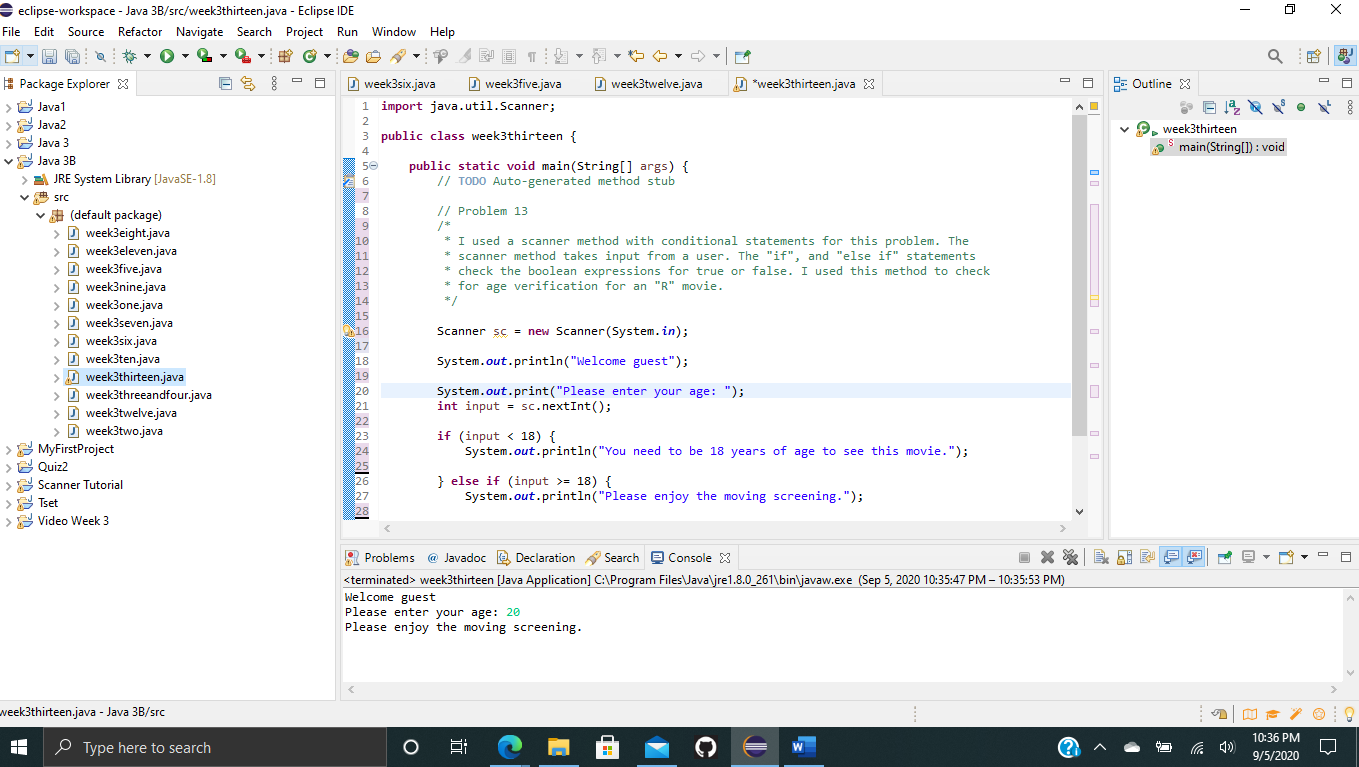 eclipse-workspace - Java 3B/src/week3thirteen.java - Eclipse IDE
File Edit Source Refactor Navigate Search Project Run Window Help
Package Explorer
Java1
Java2
Java 3
Java 3B
JRE System Library [JavaSE-1.8]
src
(default package)
week3eight.java
week3eleven.java
week3five.java
week3nine.java
week3one.java
week3seven.java
week3six.java
week3ten.java
week3thirteen.java
week3threeandfour.java
week3twelve.java
week3two.java
MyFirstProject
Quiz2
Scanner Tutorial
Tset
Video Week 3
week3six.java week3five.java week3twelve.java *week3thirteen.java
1 import java.util.Scanner;
2
3 public class week3thirteen {
4
5 public static void main(String[] args) {
6 // TODO Auto-generated method stub
7
8 // Problem 13
9 /*
10 * I used a scanner method with conditional statements for this problem. The
11 * scanner method takes input from a user. The "if", and "else if" statements
12 * check the boolean expressions for true or false. I used this method to check
13 * for age verification for an "R" movie.
14 */
15
16 Scanner sc = new Scanner(System.in);
17
18 System.out.println("Welcome guest");
19
20 System.out.print("Please enter your age: ");
21 int input = sc.nextInt();
22
23 if (input < 18) {
24 System.out.println("You need to be 18 years of age to see this movie.");
25
26 } else if (input >= 18) {
27 System.out.println("Please enjoy the moving screening.");
28
Outline
week3thirteen
main(String[]) : void
Problems @ Javadoc Declaration Search Console
<terminated> week3thirteen [Java Application] C:\Program Files\Java\jre1.8.0_261\bin\javaw.exe (Sep 5, 2020 10:35:47 PM – 10:35:53 PM)
Welcome guest
Please enter your age: 20
Please enjoy the moving screening.
week3thirteen.java - Java 3B/src
Type here to search
10:36 PM
9/5/2020